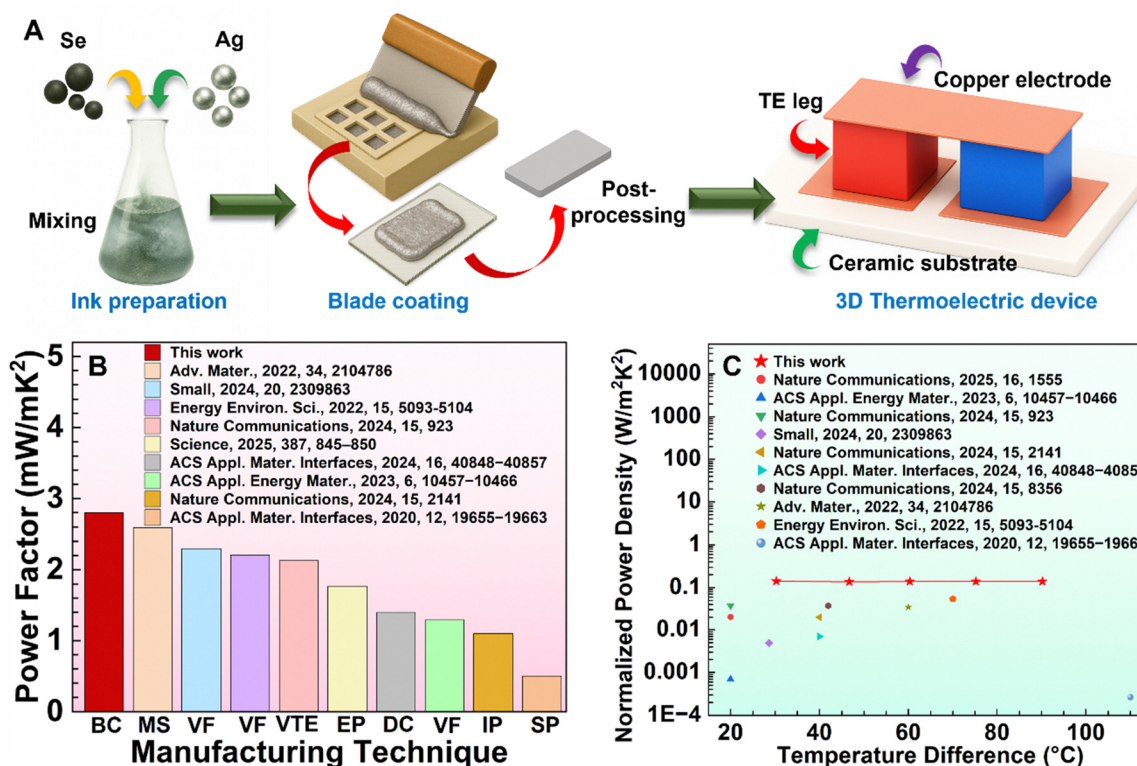 A
Se
Ag
Mixing
Ink preparation
Blade coating
Post-
processing
Copper electrode
TE leg
Ceramic substrate
3D Thermoelectric device
B
Power Factor (mW/mK²)
5
4
3
2
1
0
This work
Adv. Mater., 2022, 34, 2104786
Small, 2024, 20, 2309863
Energy Environ. Sci., 2022, 15, 5093-5104
Nature Communications, 2024, 15, 923
Science, 2025, 387, 845–850
ACS Appl. Mater. Interfaces, 2024, 16, 40848−40857
ACS Appl. Energy Mater., 2023, 6, 10457−10466
Nature Communications, 2024, 15, 2141
ACS Appl. Mater. Interfaces, 2020, 12, 19655−19663
BC MS VF VF VTE EP DC VF IP SP
Manufacturing Technique
C
Normalized Power Density (W/m²K²)
10000
1000
100
10
1
0.1
0.01
0.001
1E−4
This work
Nature Communications, 2025, 16, 1555
ACS Appl. Energy Mater., 2023, 6, 10457−10466
Nature Communications, 2024, 15, 923
Small, 2024, 20, 2309863
Nature Communications, 2024, 15, 2141
ACS Appl. Mater. Interfaces, 2024, 16, 40848−4085
Nature Communications, 2024, 15, 8356
Adv. Mater., 2022, 34, 2104786
Energy Environ. Sci., 2022, 15, 5093-5104
ACS Appl. Mater. Interfaces, 2020, 12, 19655−1966
20 40 60 80 100
Temperature Difference (°C)